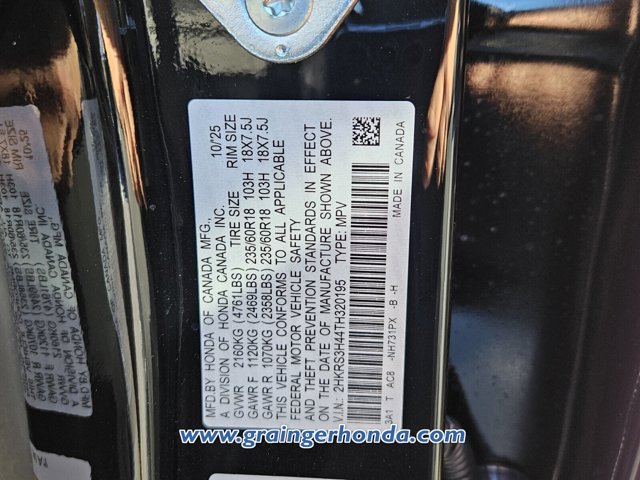 MFD.BY HONDA OF CANADA MFG.,
A DIVISION OF HONDA CANADA INC. 10/25
GVWR 2160KG (4761LBS) TIRE SIZE RIM SIZE
GAWR F 1120KG (2469LBS) 235/60R18 103H 18X7.5J
GAWR R 1070KG (2358LBS) 235/60R18 103H 18X7.5J
THIS VEHICLE CONFORMS TO ALL APPLICABLE
FEDERAL MOTOR VEHICLE SAFETY
AND THEFT PREVENTION STANDARDS IN EFFECT
ON THE DATE OF MANUFACTURE SHOWN ABOVE.
V.I.N.: 2HKRS3H44TH320195 TYPE: MPV
3A1 T AC8 -NH731PX -B -H MADE IN CANADA
www.graingerhonda.com